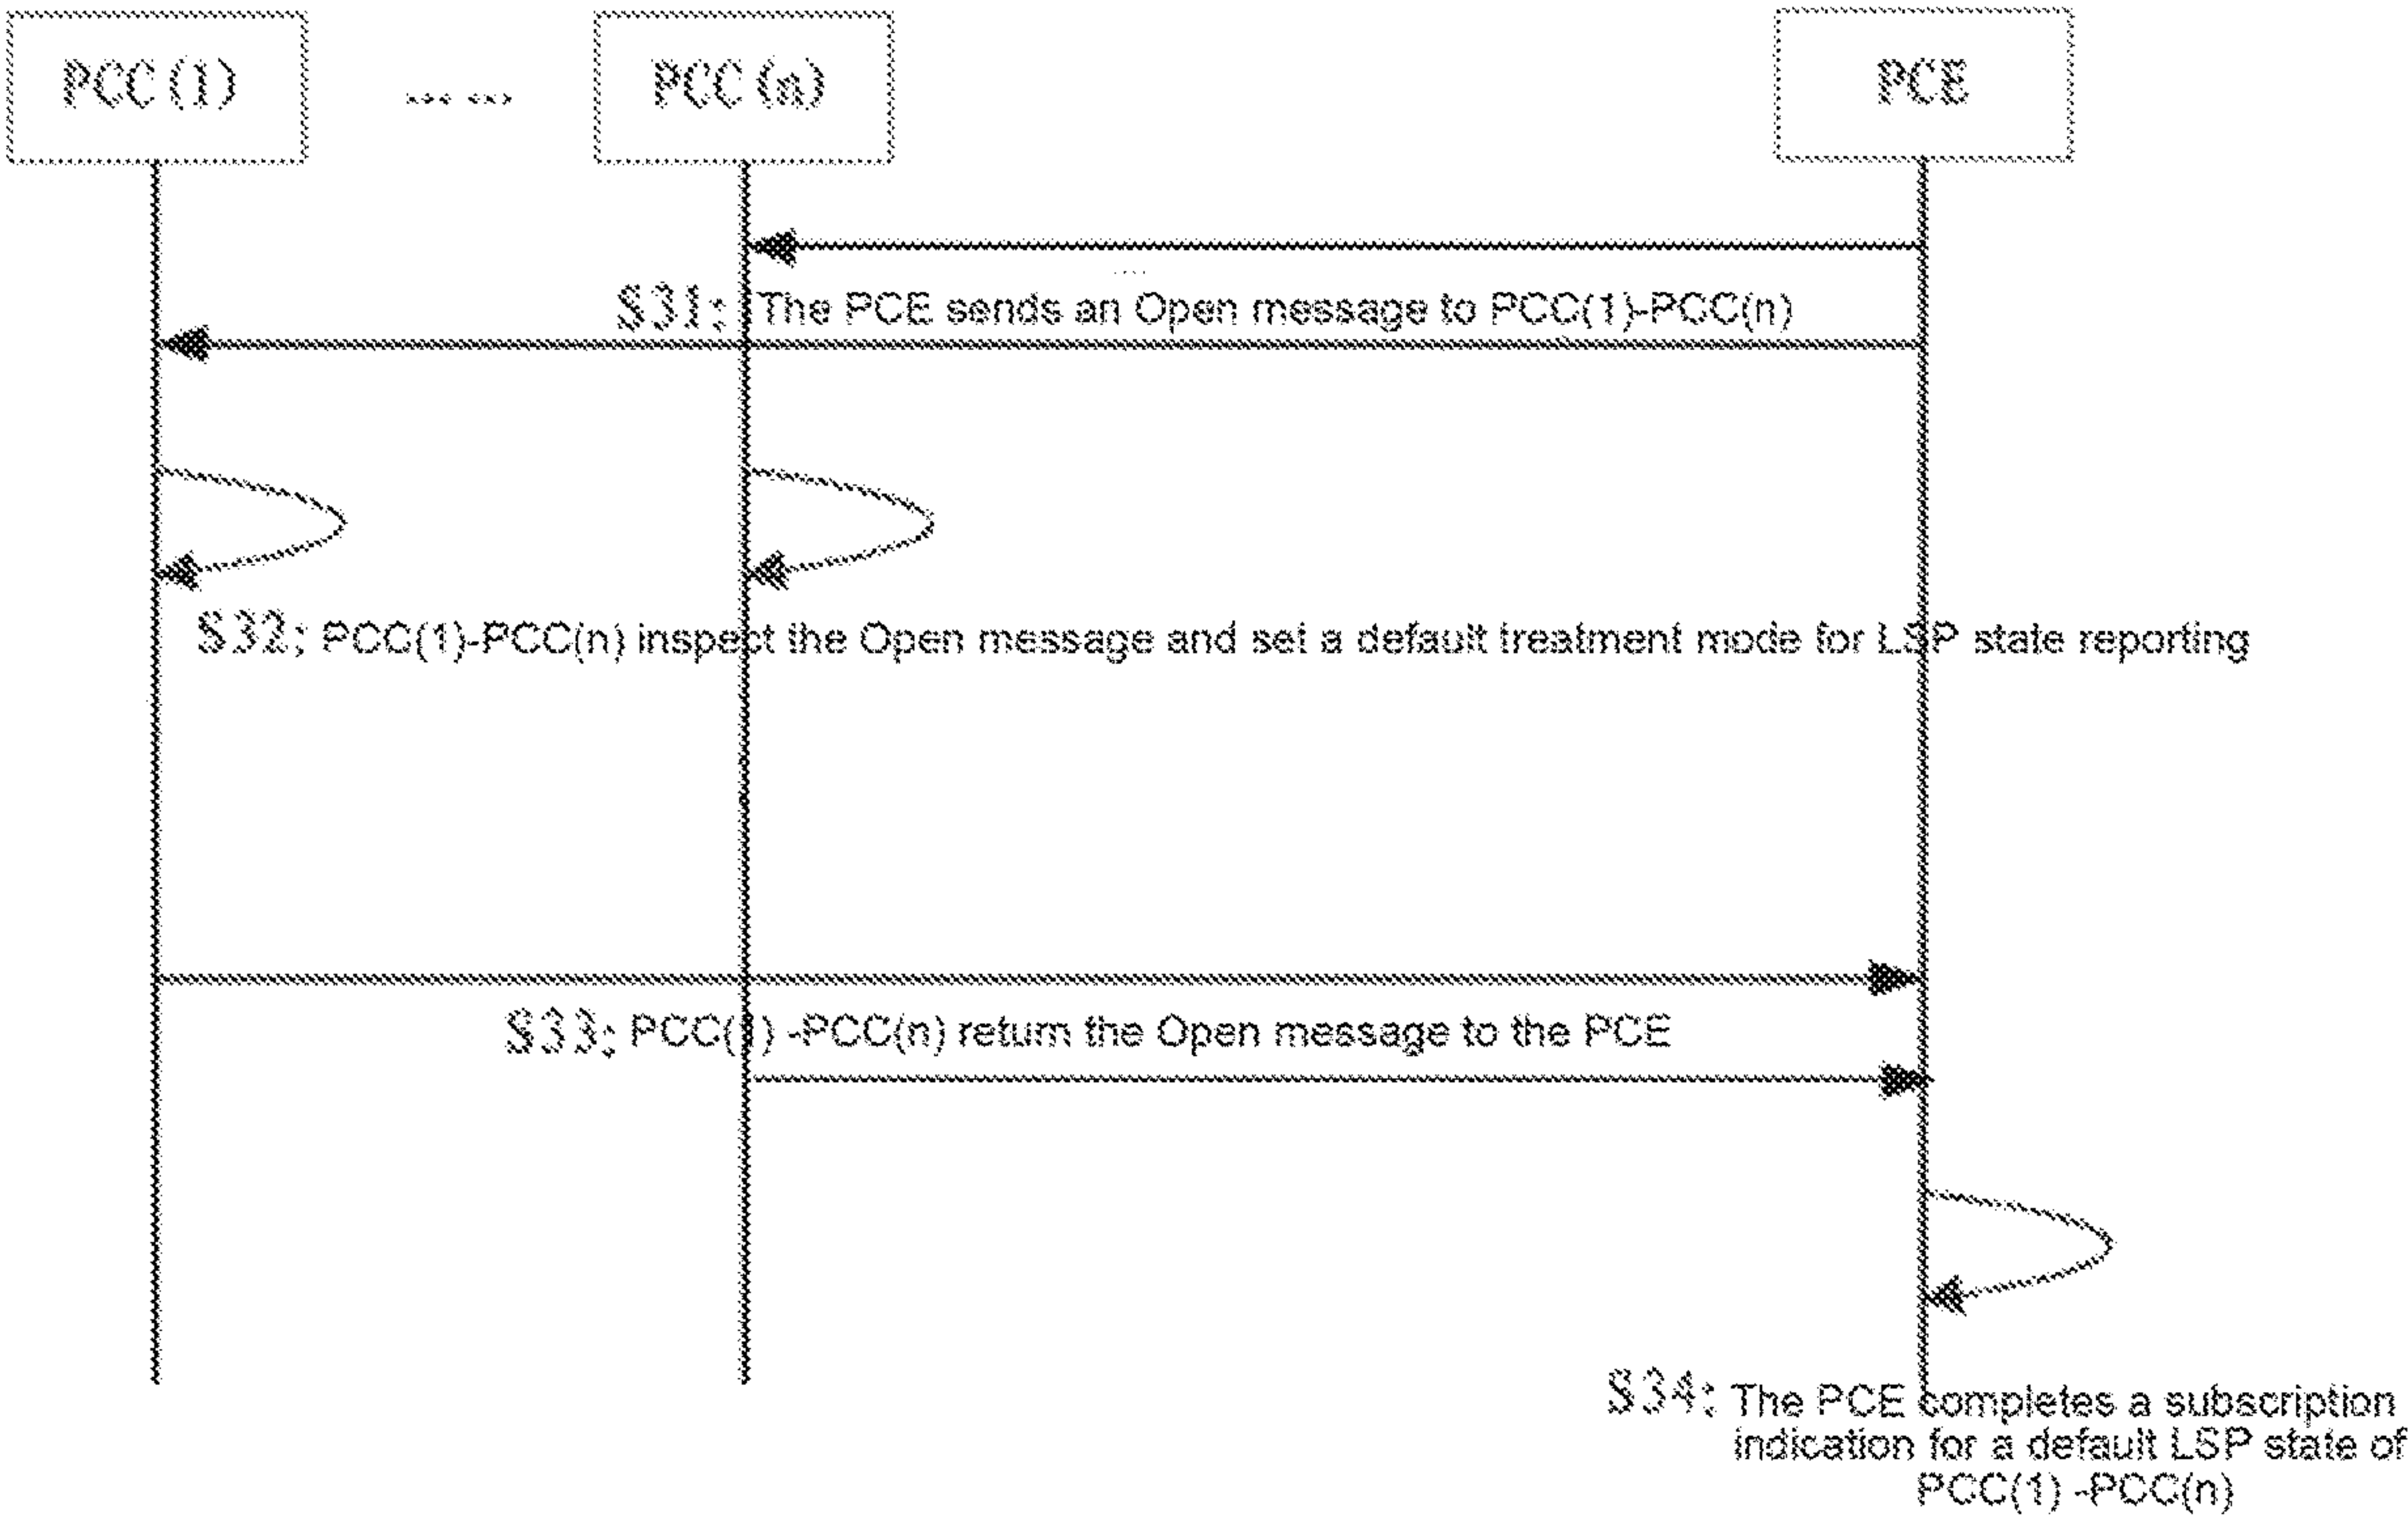 PCC(1)
... ...
PCC(n)
PCE
...
S31: The PCE sends an Open message to PCC(1)-PCC(n)
S32: PCC(1)-PCC(n) inspect the Open message and set a default treatment mode for LSP state reporting
S33: PCC(1) -PCC(n) return the Open message to the PCE
S34: The PCE completes a subscription
indication for a default LSP state of
PCC(1) -PCC(n)